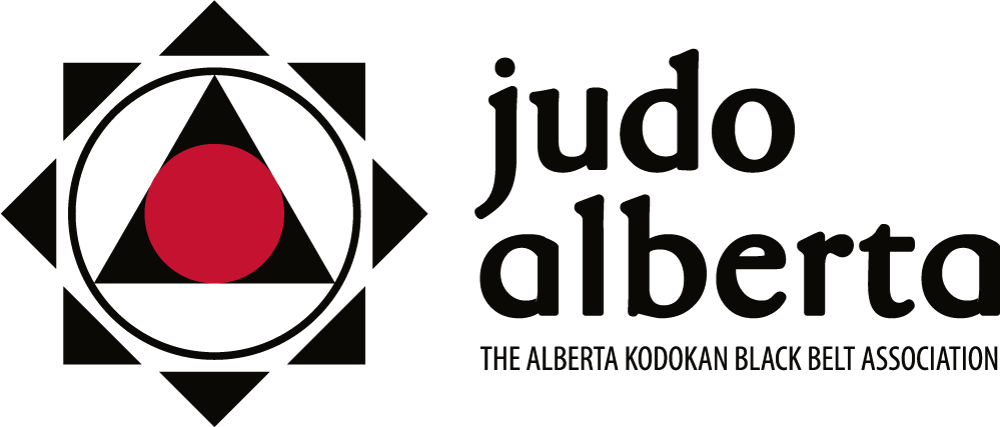 judo
alberta
THE ALBERTA KODOKAN BLACK BELT ASSOCIATION